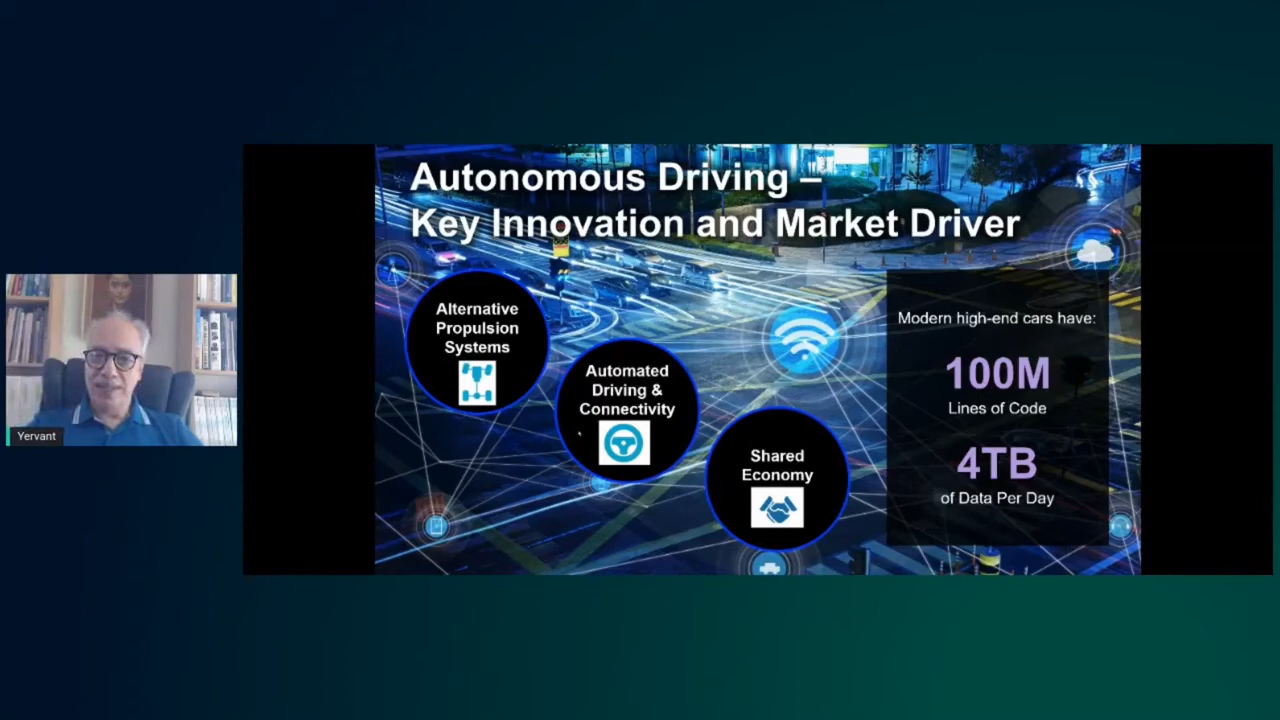 Autonomous Driving –
Key Innovation and Market Driver
Alternative
Propulsion
Systems
Automated
Driving &
Connectivity
Shared
Economy
Modern high-end cars have:
100M
Lines of Code
4TB
of Data Per Day
Yervant